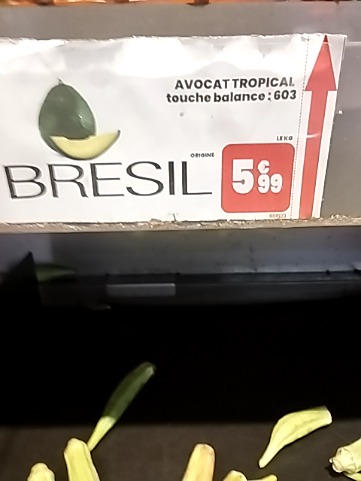 AVOCAT TROPICAL
touche balance : 603
LE KG
ORIGINE
BRESIL
5€99